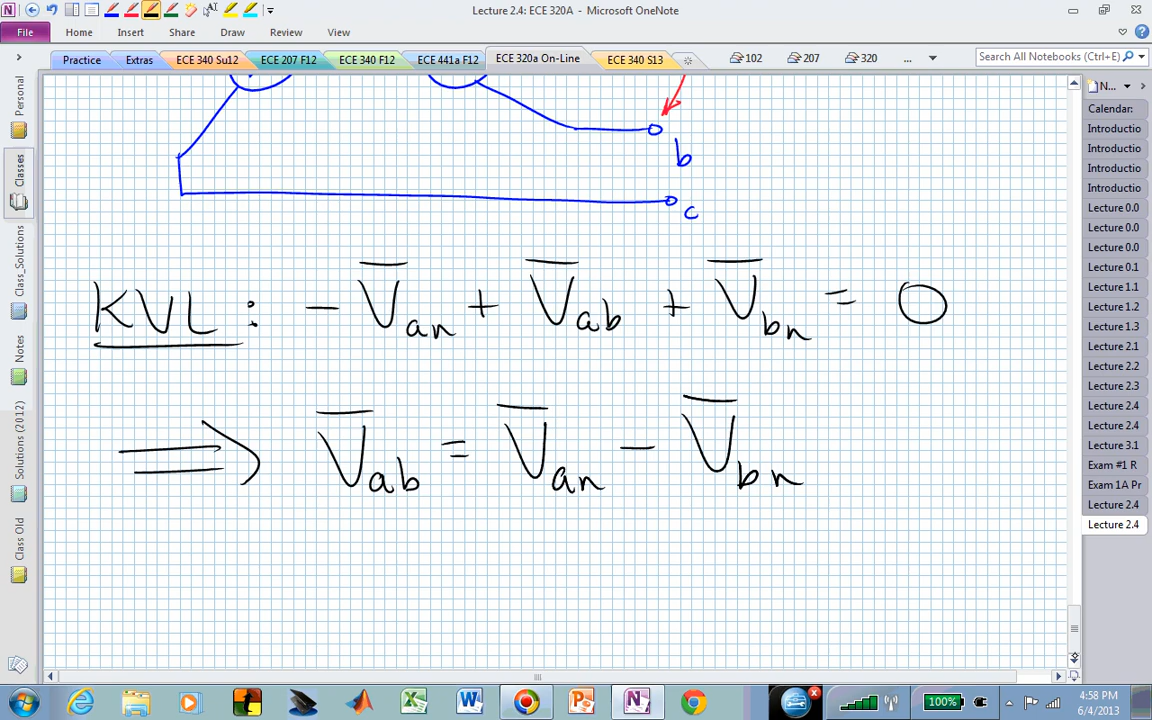 Lecture 2.4: ECE 320A - Microsoft OneNote
File Home Insert Share Draw Review View
Practice Extras ECE 340 Su12 ECE 207 F12 ECE 340 F12 ECE 441a F12 ECE 320a On-Line ECE 340 S13 102 207 320 ... Search All Notebooks (Ctrl+E)
Personal
Classes
Class_Solutions
Notes
Solutions (2012)
Class Old
b
c
KVL: - V̅an + V̅ab + V̅bn = 0
⟹ V̅ab = V̅an - V̅bn
N...
Calendar:
Introductio
Introductio
Introductio
Introductio
Lecture 0.0
Lecture 0.0
Lecture 0.0
Lecture 0.1
Lecture 1.1
Lecture 1.2
Lecture 1.3
Lecture 2.1
Lecture 2.2
Lecture 2.3
Lecture 2.4
Lecture 2.4
Lecture 3.1
Exam #1 R
Exam 1A Pr
Lecture 2.4
Lecture 2.4
100%
4:58 PM
6/4/2013